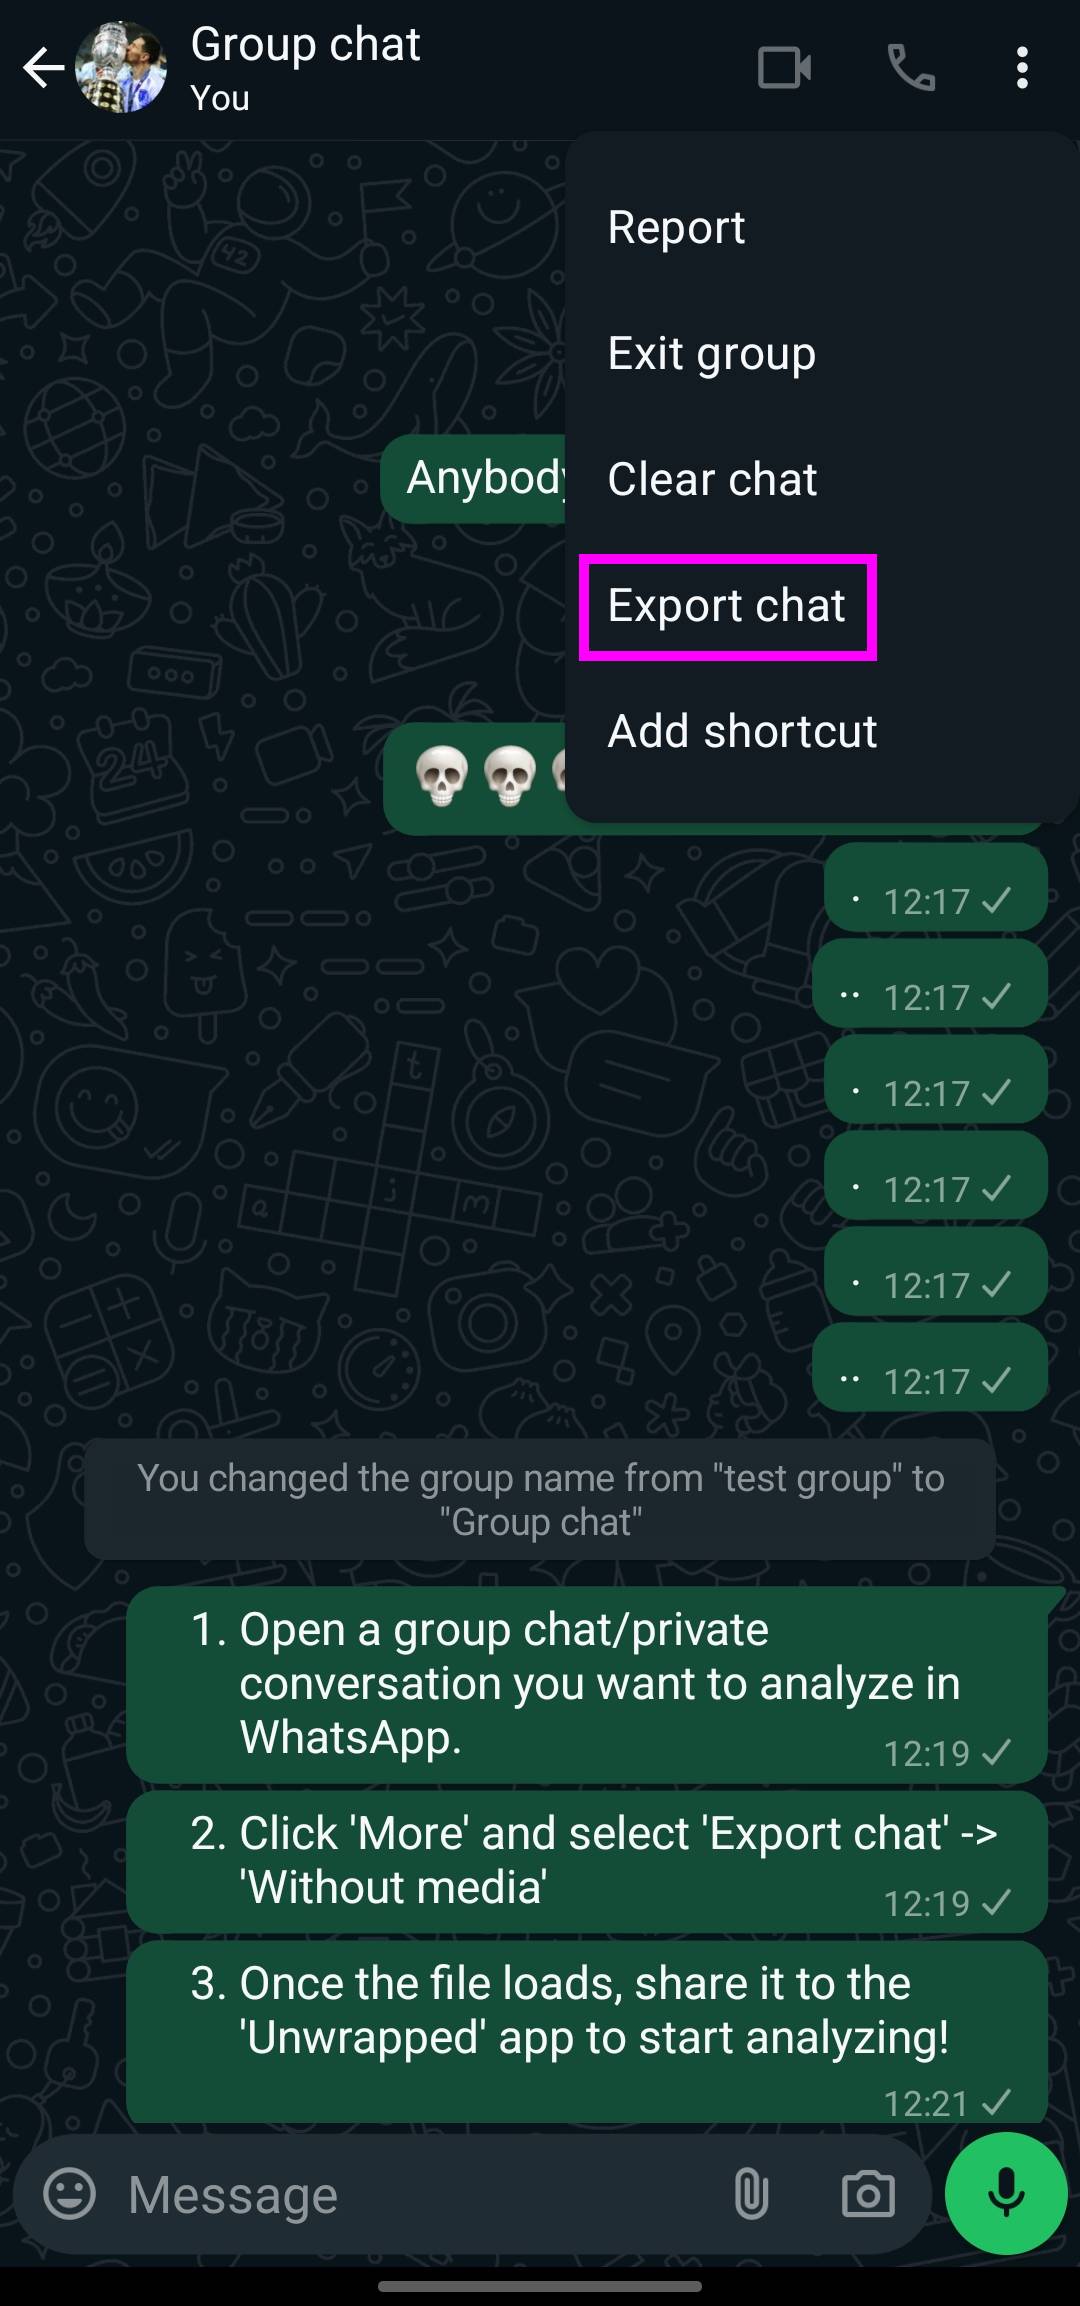 Group chat
You
Report
Exit group
Clear chat
Export chat
Add shortcut
💀💀
. 12:17
.. 12:17
. 12:17
. 12:17
. 12:17
.. 12:17
You changed the group name from "test group" to
"Group chat"
1. Open a group chat/private
conversation you want to analyze in
WhatsApp.
12:19
2. Click 'More' and select 'Export chat' ->
'Without media'
12:19
3. Once the file loads, share it to the
'Unwrapped' app to start analyzing!
12:21
Message